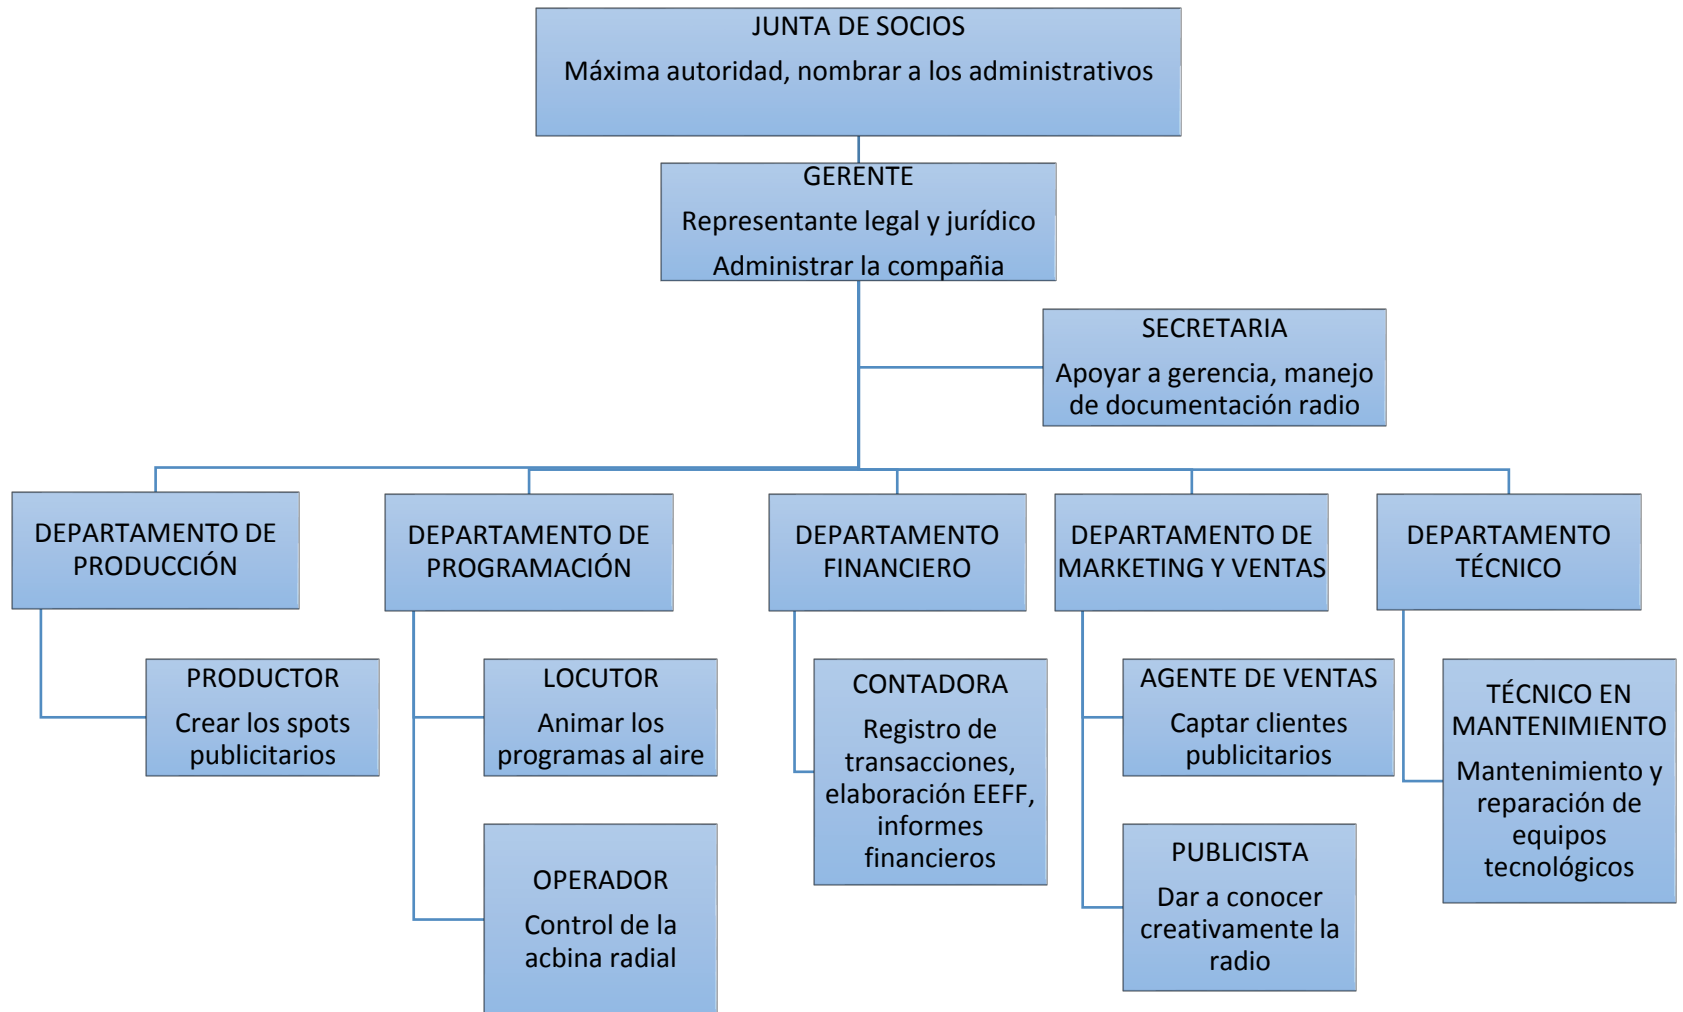 JUNTA DE SOCIOS
Máxima autoridad, nombrar a los administrativos
GERENTE
Representante legal y jurídico
Administrar la compañia
SECRETARIA
Apoyar a gerencia, manejo
de documentación radio
DEPARTAMENTO DE
PRODUCCIÓN
DEPARTAMENTO DE
PROGRAMACIÓN
DEPARTAMENTO
FINANCIERO
DEPARTAMENTO DE
MARKETING Y VENTAS
DEPARTAMENTO
TÉCNICO
PRODUCTOR
Crear los spots
publicitarios
LOCUTOR
Animar los
programas al aire
OPERADOR
Control de la
acbina radial
CONTADORA
Registro de
transacciones,
elaboración EEFF,
informes
financieros
AGENTE DE VENTAS
Captar clientes
publicitarios
PUBLICISTA
Dar a conocer
creativamente la
radio
TÉCNICO EN
MANTENIMIENTO
Mantenimiento y
reparación de
equipos
tecnológicos